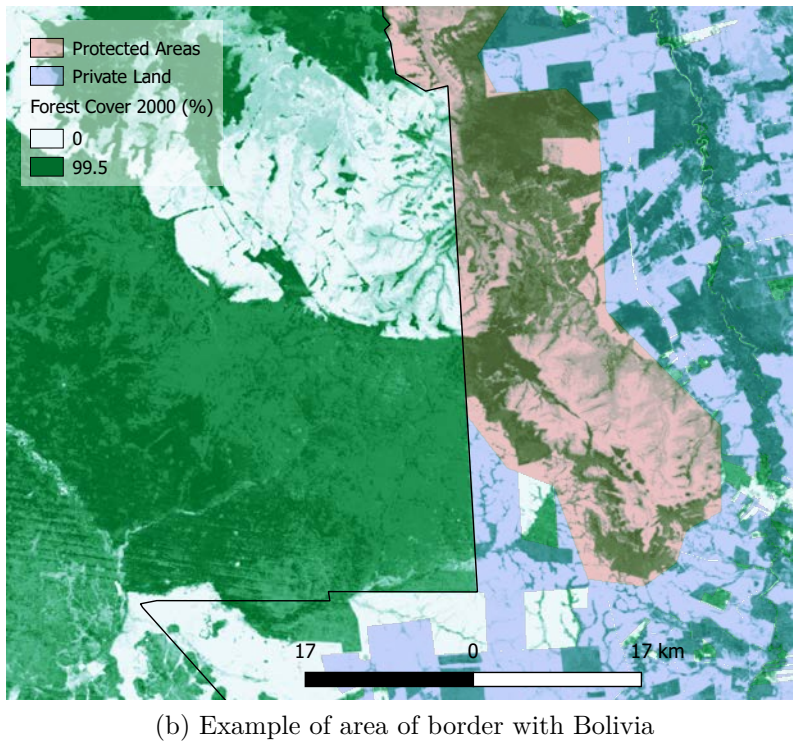 Protected Areas
Private Land
Forest Cover 2000 (%)
0
99.5
17 0 17 km
(b) Example of area of border with Bolivia